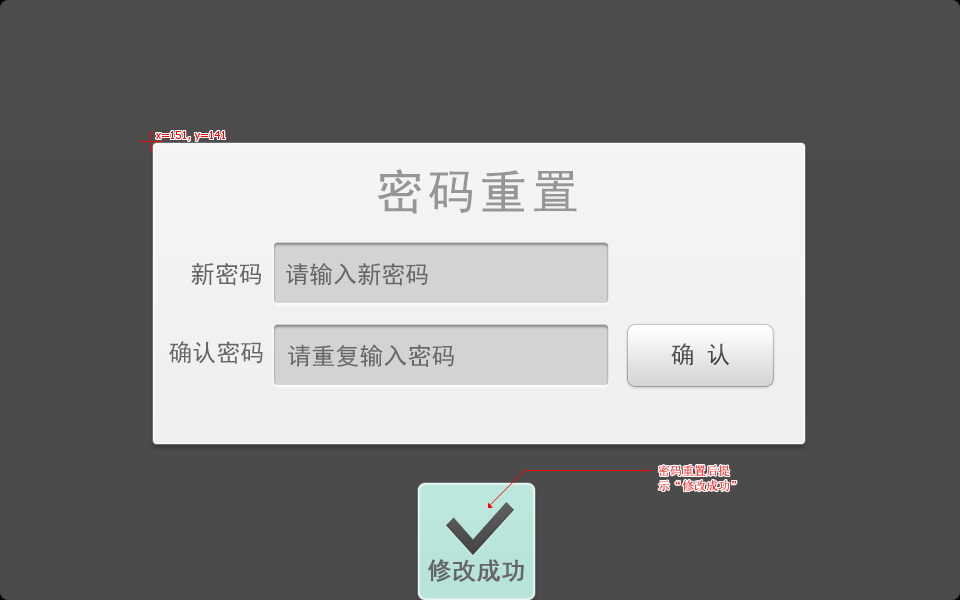 x=151, y=141
密码重置
新密码
请输入新密码
确认密码
请重复输入密码
确 认
密码重置后提
示“修改成功”
修改成功